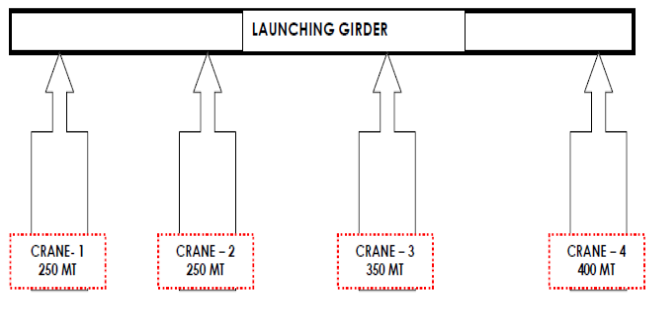 LAUNCHING GIRDER
CRANE- 1
250 MT
CRANE – 2
250 MT
CRANE – 3
350 MT
CRANE – 4
400 MT